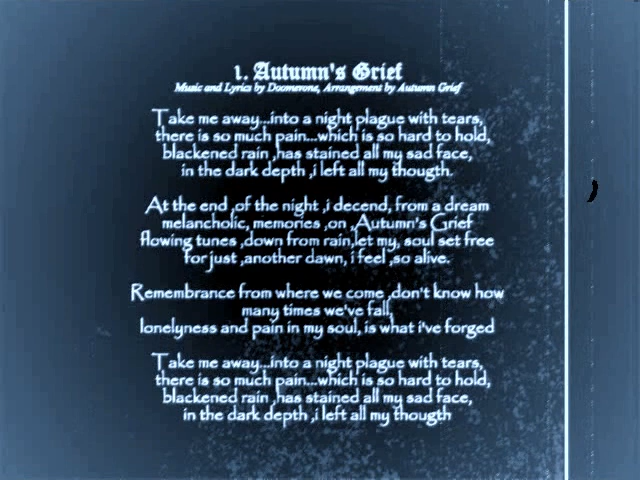 1. Autumn's Grief
Music and Lyrics by Doomerons, Arrangement by Autumn Grief
Take me away...into a night plague with tears,
there is so much pain...which is so hard to hold,
blackened rain ,has stained all my sad face,
in the dark depth ,i left all my thougth.
At the end ,of the night ,i decend, from a dream
melancholic, memories ,on ,Autumn's Grief
flowing tunes ,down from rain,let my, soul set free
for just ,another dawn, i feel ,so alive.
Remembrance from where we come ,don't know how
many times we've fall,
lonelyness and pain in my soul, is what i've forged
Take me away...into a night plague with tears,
there is so much pain...which is so hard to hold,
blackened rain ,has stained all my sad face,
in the dark depth ,i left all my thougth